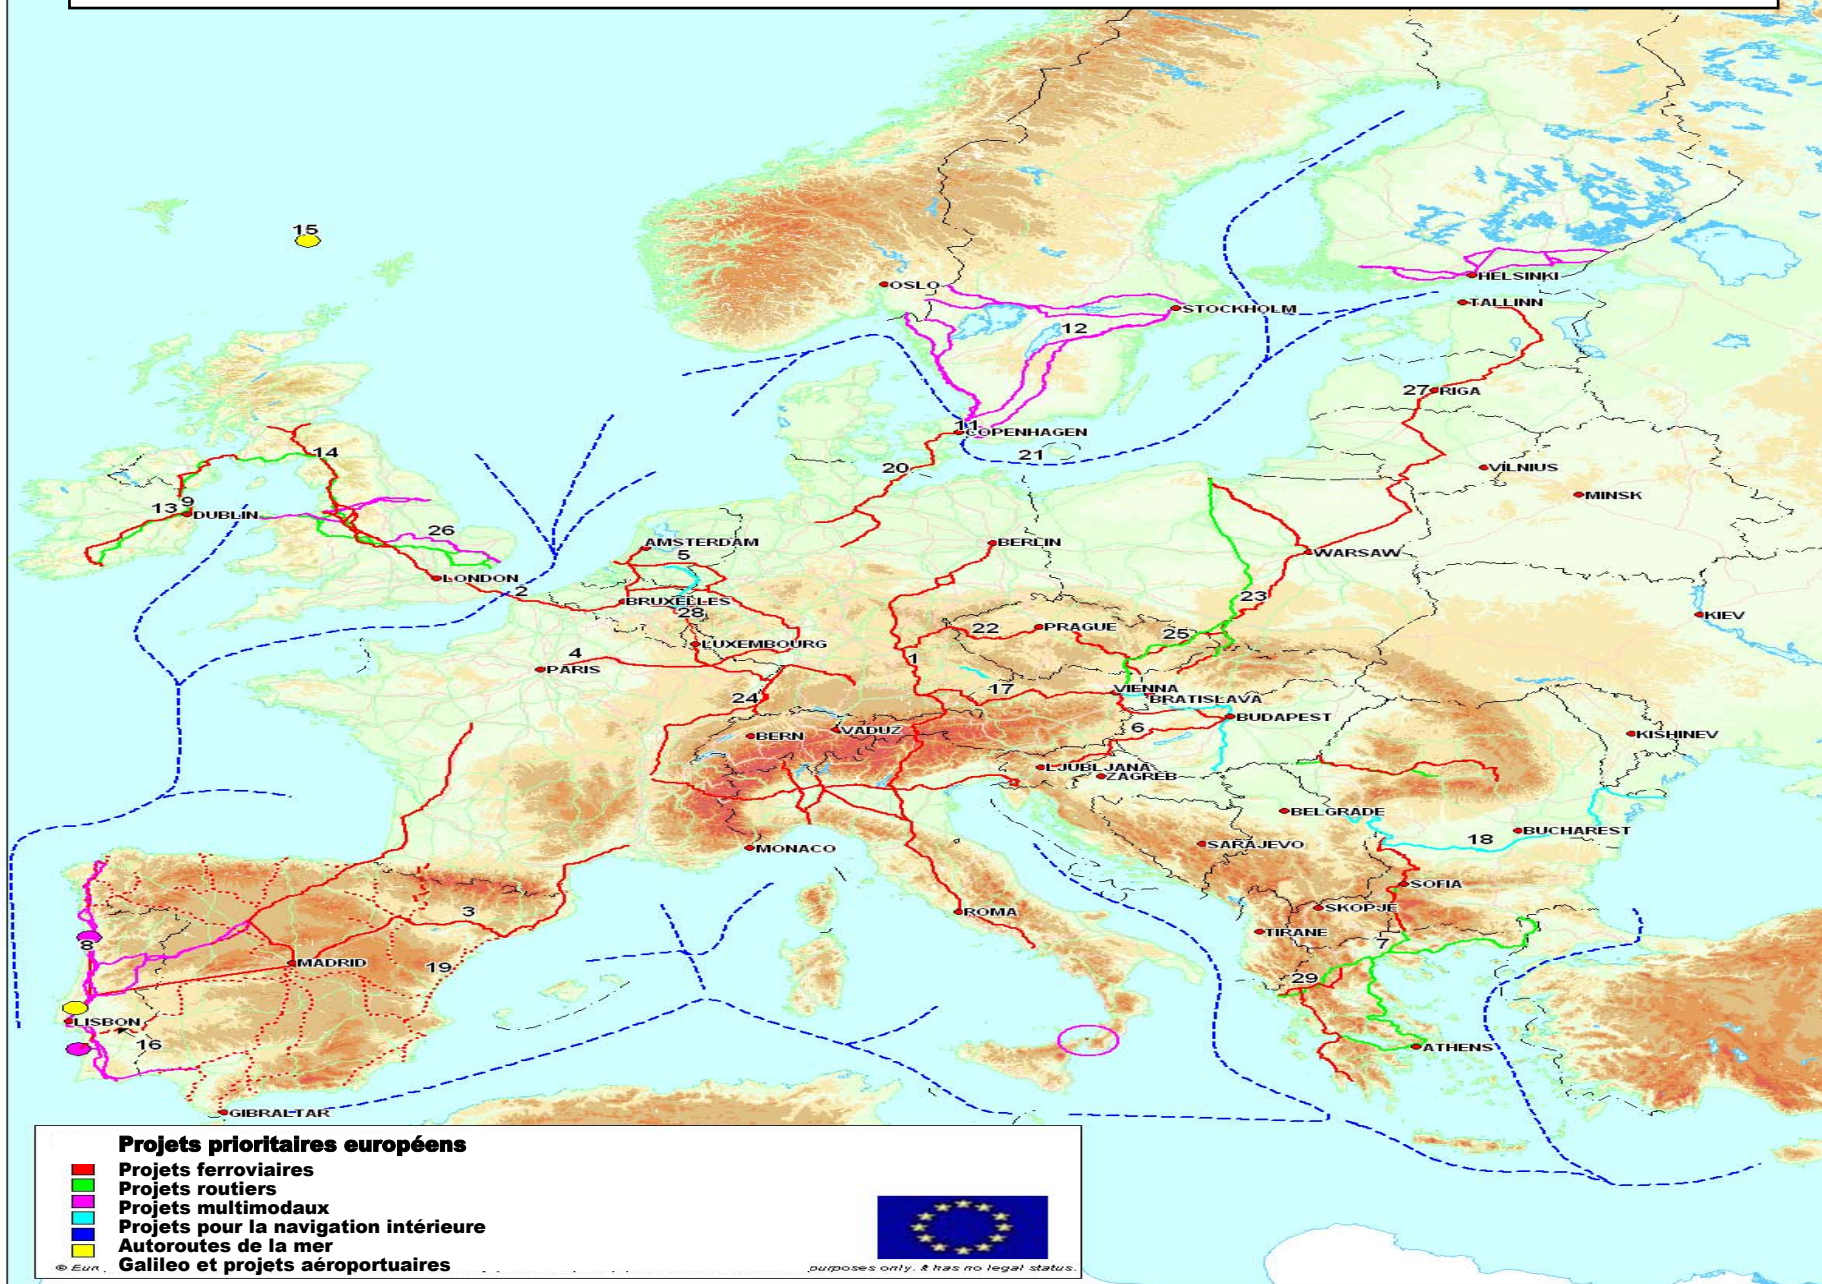 15
OSLO
HELSINKI
TALLINN
STOCKHOLM
12
27 RIGA
11
COPENHAGEN
21
20
14
VILNIUS
MINSK
9
13 DUBLIN
26
AMSTERDAM
5
BERLIN
WARSAW
LONDON
2
BRUXELLES
28
23
KIEV
22
PRAGUE
25
LUXEMBOURG
4
PARIS
1
17
VIENNA
BRATISLAVA
24
BUDAPEST
6
BERN
VADUZ
KISHINEV
LJUBLJANA
ZAGREB
BELGRADE
BUCHAREST
18
SARAJEVO
MONACO
SOFIA
3
ROMA
SKOPJE
TIRANE
8
7
MADRID
19
29
LISBON
16
ATHENS
GIBRALTAR
Projets prioritaires européens
Projets ferroviaires
Projets routiers
Projets multimodaux
Projets pour la navigation intérieure
Autoroutes de la mer
Galileo et projets aéroportuaires
© purposes only. It has no legal status.